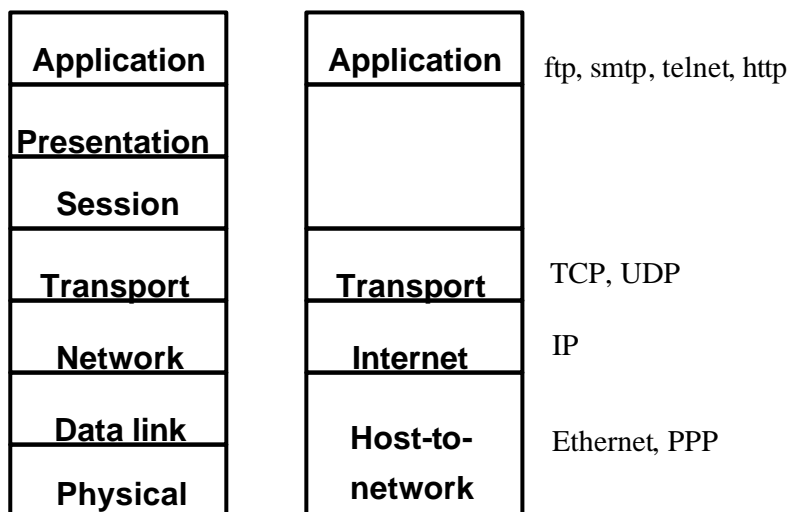 Application
Presentation
Session
Transport
Network
Data link
Physical
Application
Transport
Internet
Host-to-
network
ftp, smtp, telnet, http
TCP, UDP
IP
Ethernet, PPP